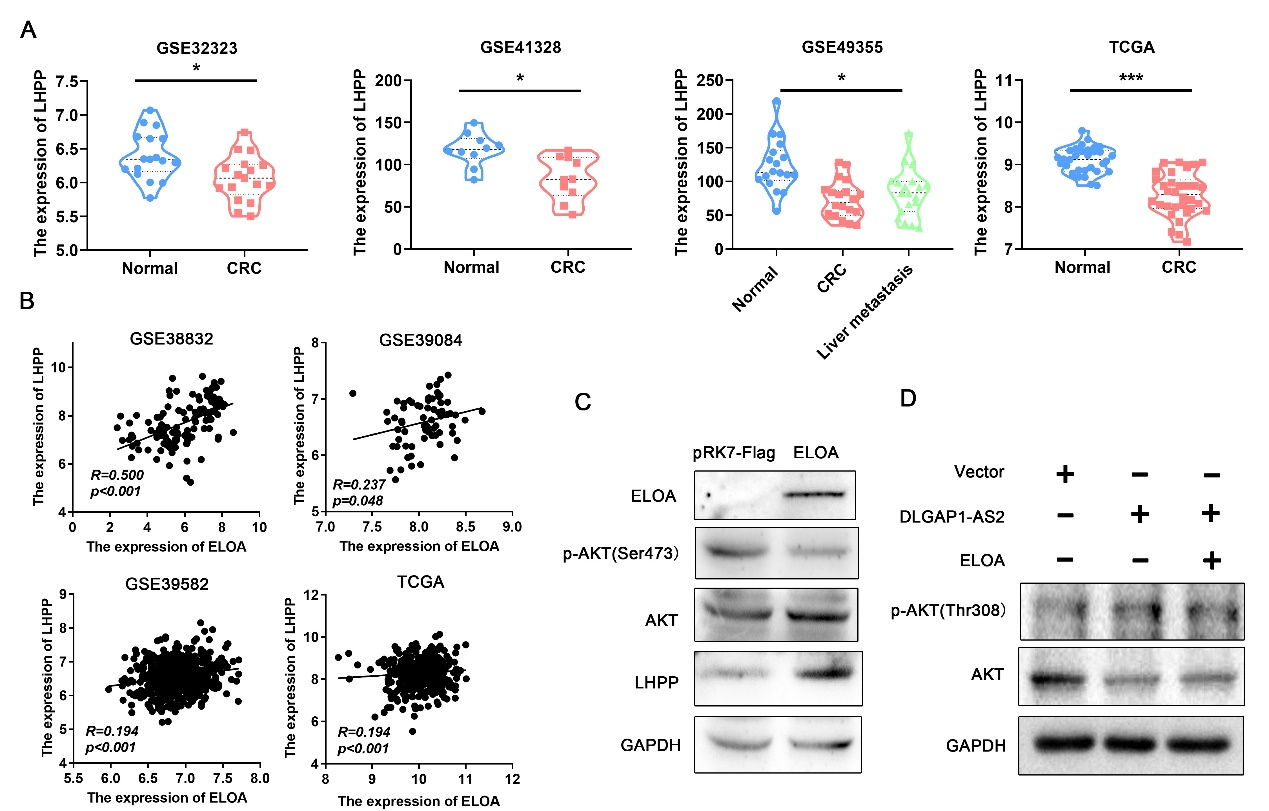 A
GSE32323
*
The expression of LHPP
7.5
7.0
6.5
6.0
5.5
5.0
Normal
CRC
GSE41328
*
The expression of LHPP
200
150
100
50
0
Normal
CRC
GSE49355
*
The expression of LHPP
250
200
150
100
50
0
Normal
CRC
Liver metastasis
TCGA
***
The expression of LHPP
11
10
9
8
7
Normal
CRC
B
GSE38832
The expression of LHPP
10
8
6
4
R=0.500
p<0.001
0 2 4 6 8 10
The expression of ELOA
GSE39084
The expression of LHPP
8
7
6
5
R=0.237
p=0.048
7.0 7.5 8.0 8.5 9.0
The expression of ELOA
GSE39582
The expression of LHPP
9
8
7
6
5
4
R=0.194
p<0.001
5.5 6.0 6.5 7.0 7.5 8.0
The expression of ELOA
TCGA
The expression of LHPP
12
10
8
6
4
R=0.194
p<0.001
8 9 10 11 12
The expression of ELOA
C
pRK7-Flag ELOA
ELOA
p-AKT(Ser473)
AKT
LHPP
GAPDH
D
Vector + − −
DLGAP1-AS2 − + +
ELOA − − +
p-AKT(Thr308)
AKT
GAPDH